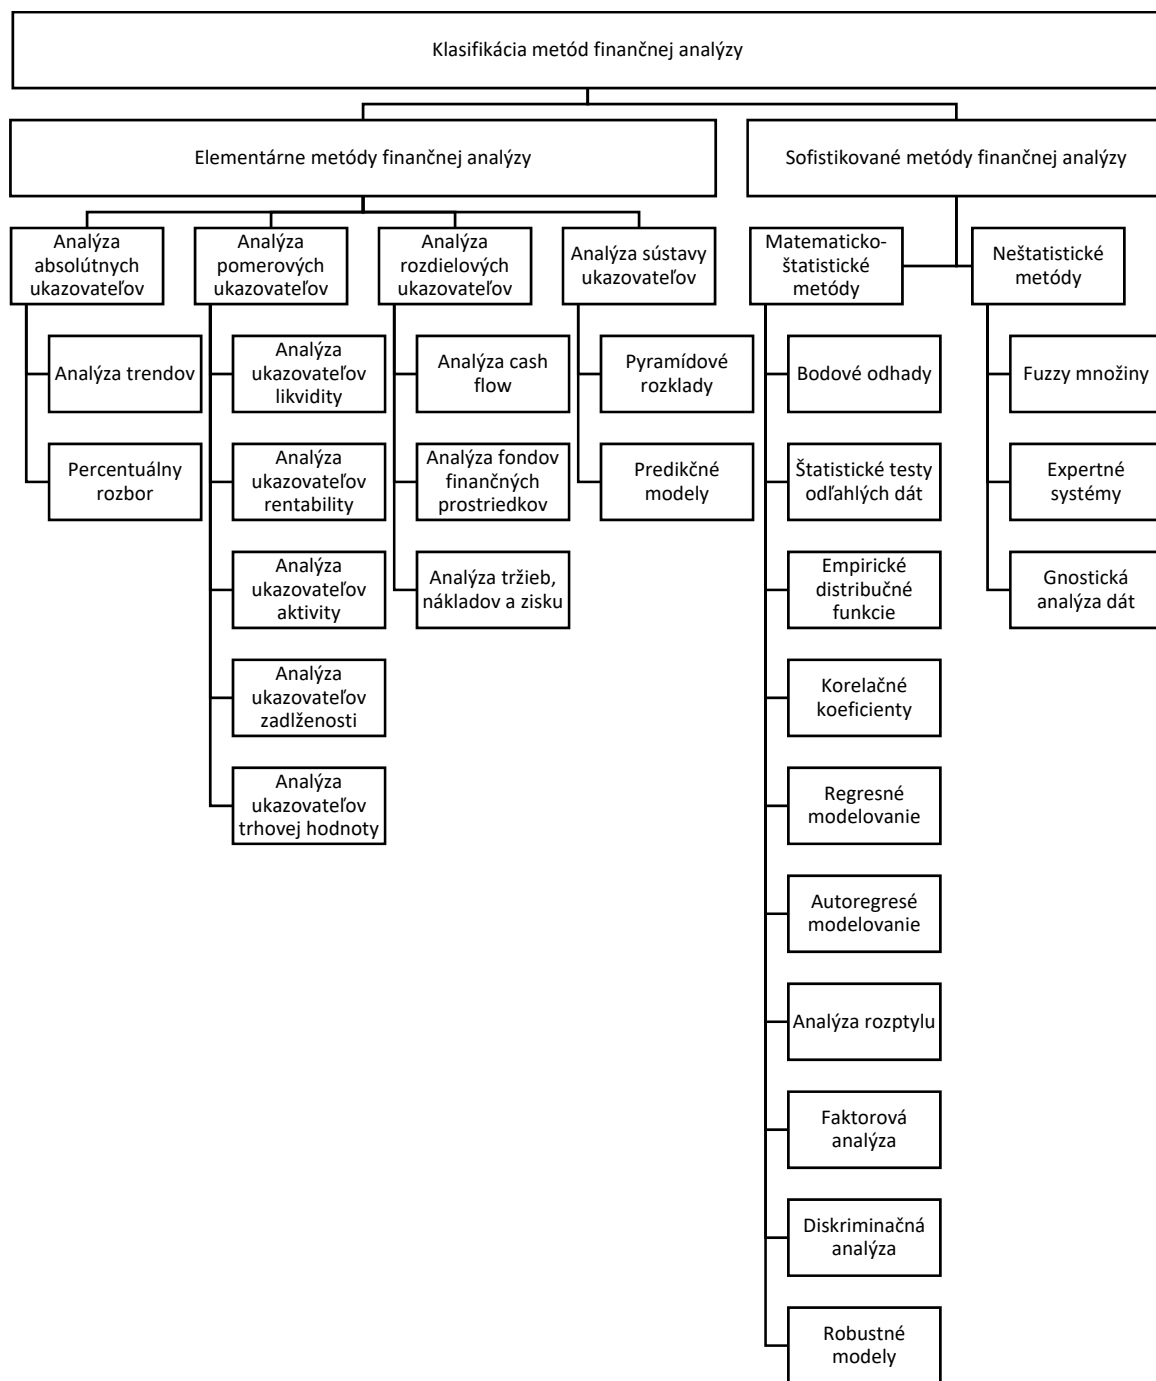 Klasifikácia metód finančnej analýzy
Elementárne metódy finančnej analýzy
Sofistikované metódy finančnej analýzy
Analýza
absolútnych
ukazovateľov
Analýza trendov
Percentuálny
rozbor
Analýza
pomerových
ukazovateľov
Analýza
ukazovateľov
likvidity
Analýza
ukazovateľov
rentability
Analýza
ukazovateľov
aktivity
Analýza
ukazovateľov
zadlženosti
Analýza
ukazovateľov
trhovej hodnoty
Analýza
rozdielových
ukazovateľov
Analýza cash
flow
Analýza fondov
finančných
prostriedkov
Analýza tržieb,
nákladov a zisku
Analýza sústavy
ukazovateľov
Pyramídové
rozklady
Predikčné
modely
Matematicko-
štatistické
metódy
Bodové odhady
Štatistické testy
odľahlých dát
Empirické
distribučné
funkcie
Korelačné
koeficienty
Regresné
modelovanie
Autoregresé
modelovanie
Analýza rozptylu
Faktorová
analýza
Diskriminačná
analýza
Robustné
modely
Neštatistické
metódy
Fuzzy množiny
Expertné
systémy
Gnostická
analýza dát